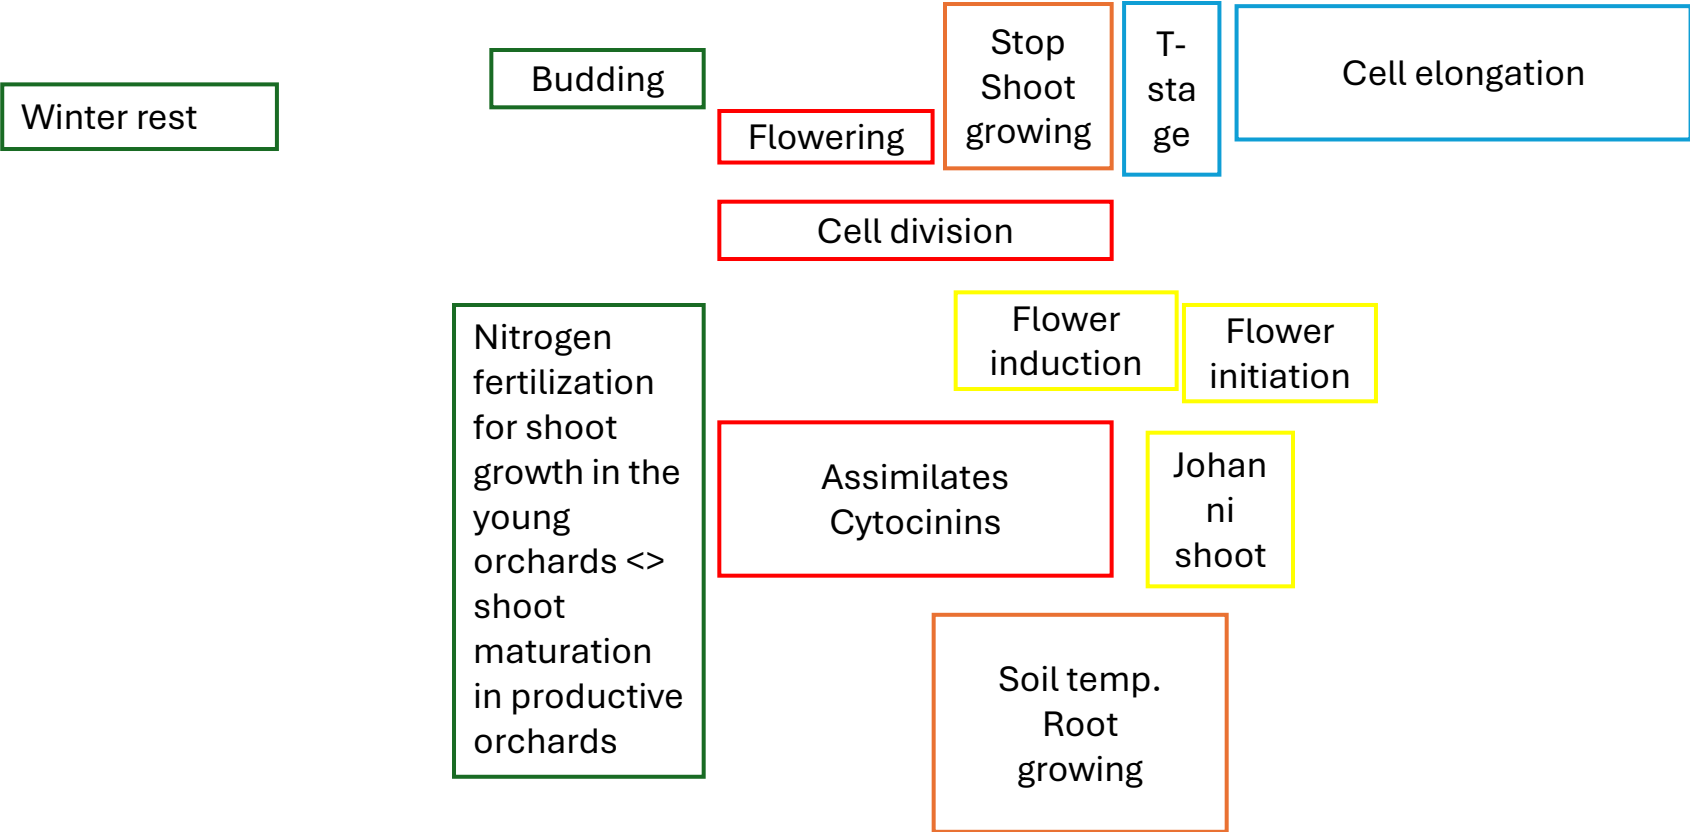 Winter rest
Budding
Flowering
Stop
Shoot
growing
T-
sta
ge
Cell elongation
Cell division
Nitrogen
fertilization
for shoot
growth in the
young
orchards <>
shoot
maturation
in productive
orchards
Flower
induction
Flower
initiation
Assimilates
Cytocinins
Johan
ni
shoot
Soil temp.
Root
growing